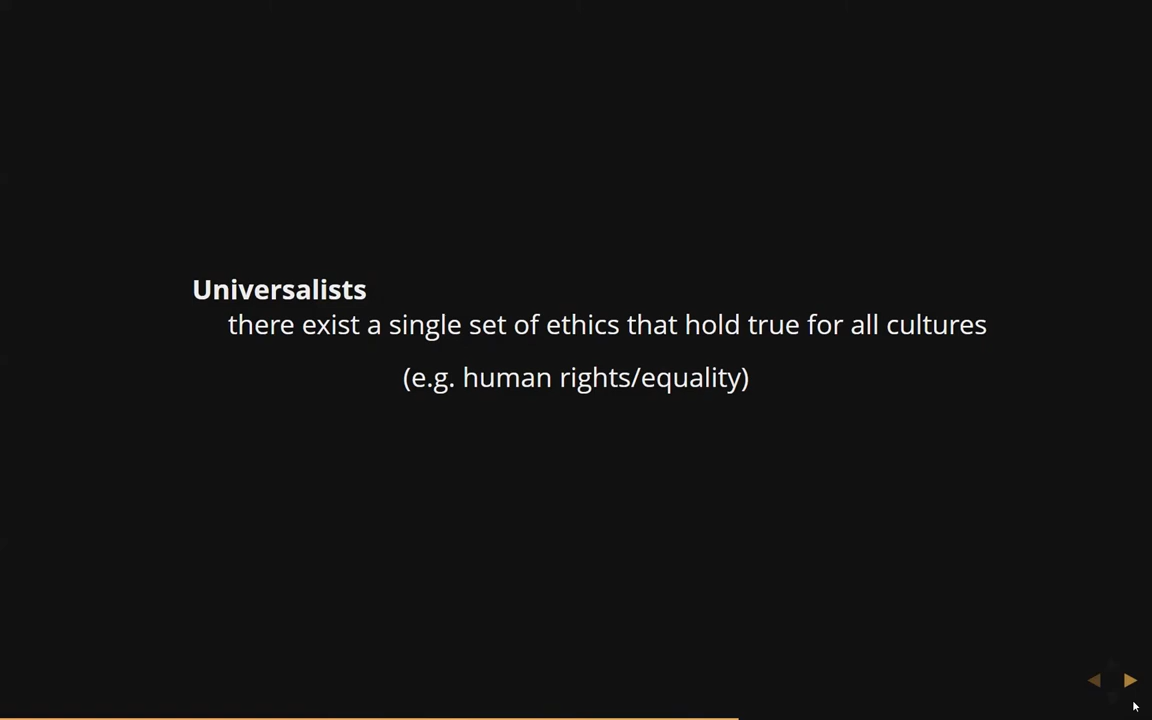 Universalists
there exist a single set of ethics that hold true for all cultures
(e.g. human rights/equality)